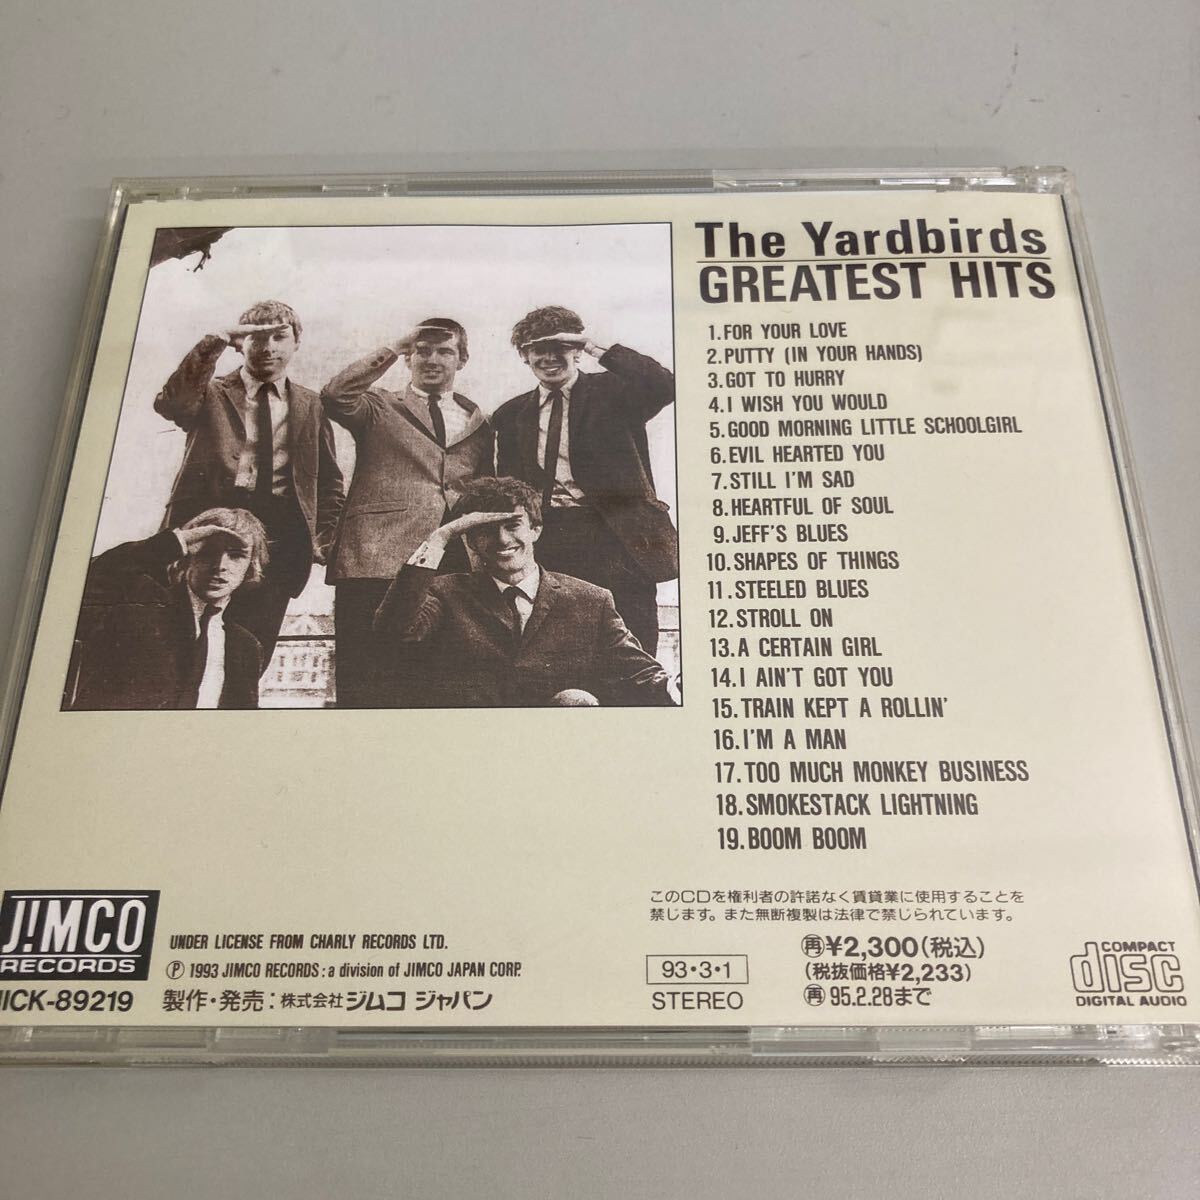 The Yardbirds
GREATEST HITS
1.FOR YOUR LOVE
2.PUTTY (IN YOUR HANDS)
3.GOT TO HURRY
4.I WISH YOU WOULD
5.GOOD MORNING LITTLE SCHOOLGIRL
6.EVIL HEARTED YOU
7.STILL I'M SAD
8.HEARTFUL OF SOUL
9.JEFF'S BLUES
10.SHAPES OF THINGS
11.STEELED BLUES
12.STROLL ON
13.A CERTAIN GIRL
14.I AIN'T GOT YOU
15.TRAIN KEPT A ROLLIN'
16.I'M A MAN
17.TOO MUCH MONKEY BUSINESS
18.SMOKESTACK LIGHTNING
19.BOOM BOOM
このCDを権利者の許諾なく賃貸業に使用することを
禁じます。また無断複製は法律で禁じられています。
J!MCO
RECORDS
UNDER LICENSE FROM CHARLY RECORDS LTD.
Ⓟ 1993 JIMCO RECORDS : a division of JIMCO JAPAN CORP.
JICK-89219
製作・発売：株式会社ジムコ ジャパン
93・3・1
STEREO
再¥2,300(税込)
(税抜価格¥2,233)
再95.2.28まで
COMPACT
disc
DIGITAL AUDIO